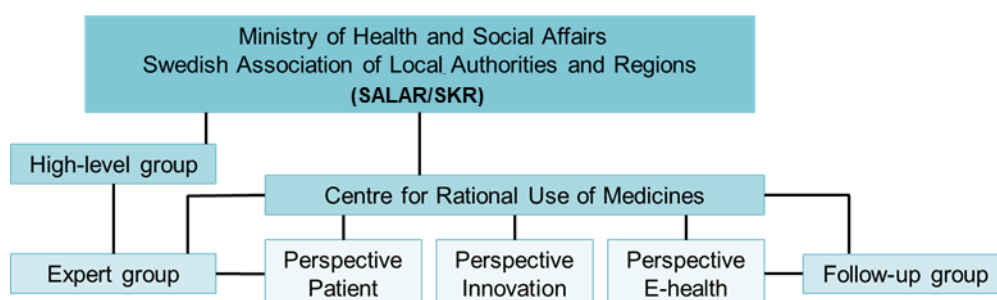 Ministry of Health and Social Affairs
Swedish Association of Local Authorities and Regions
(SALAR/SKR)
High-level group
Centre for Rational Use of Medicines
Expert group
Perspective
Patient
Perspective
Innovation
Perspective
E-health
Follow-up group